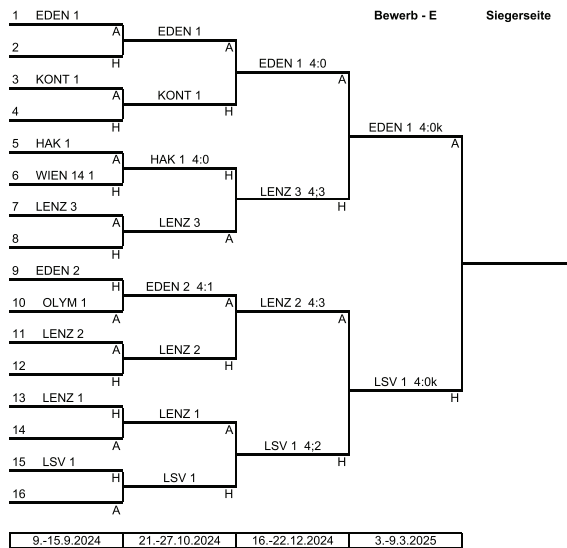 Bewerb - E Siegerseite
1 EDEN 1
A EDEN 1
2 A
H EDEN 1 4:0
3 KONT 1 A
A KONT 1
4 H
H EDEN 1 4:0k
5 HAK 1 A
A HAK 1 4:0
6 WIEN 14 1 H
H LENZ 3 4;3
7 LENZ 3 H
A LENZ 3
8 A
H
9 EDEN 2
H EDEN 2 4:1
10 OLYM 1 A
A LENZ 2 4:3
11 LENZ 2 A
A LENZ 2
12 H
H LSV 1 4:0k
13 LENZ 1 H
H LENZ 1
14 A
A LSV 1 4;2
15 LSV 1 H
H LSV 1
16 H
A
9.-15.9.2024 21.-27.10.2024 16.-22.12.2024 3.-9.3.2025